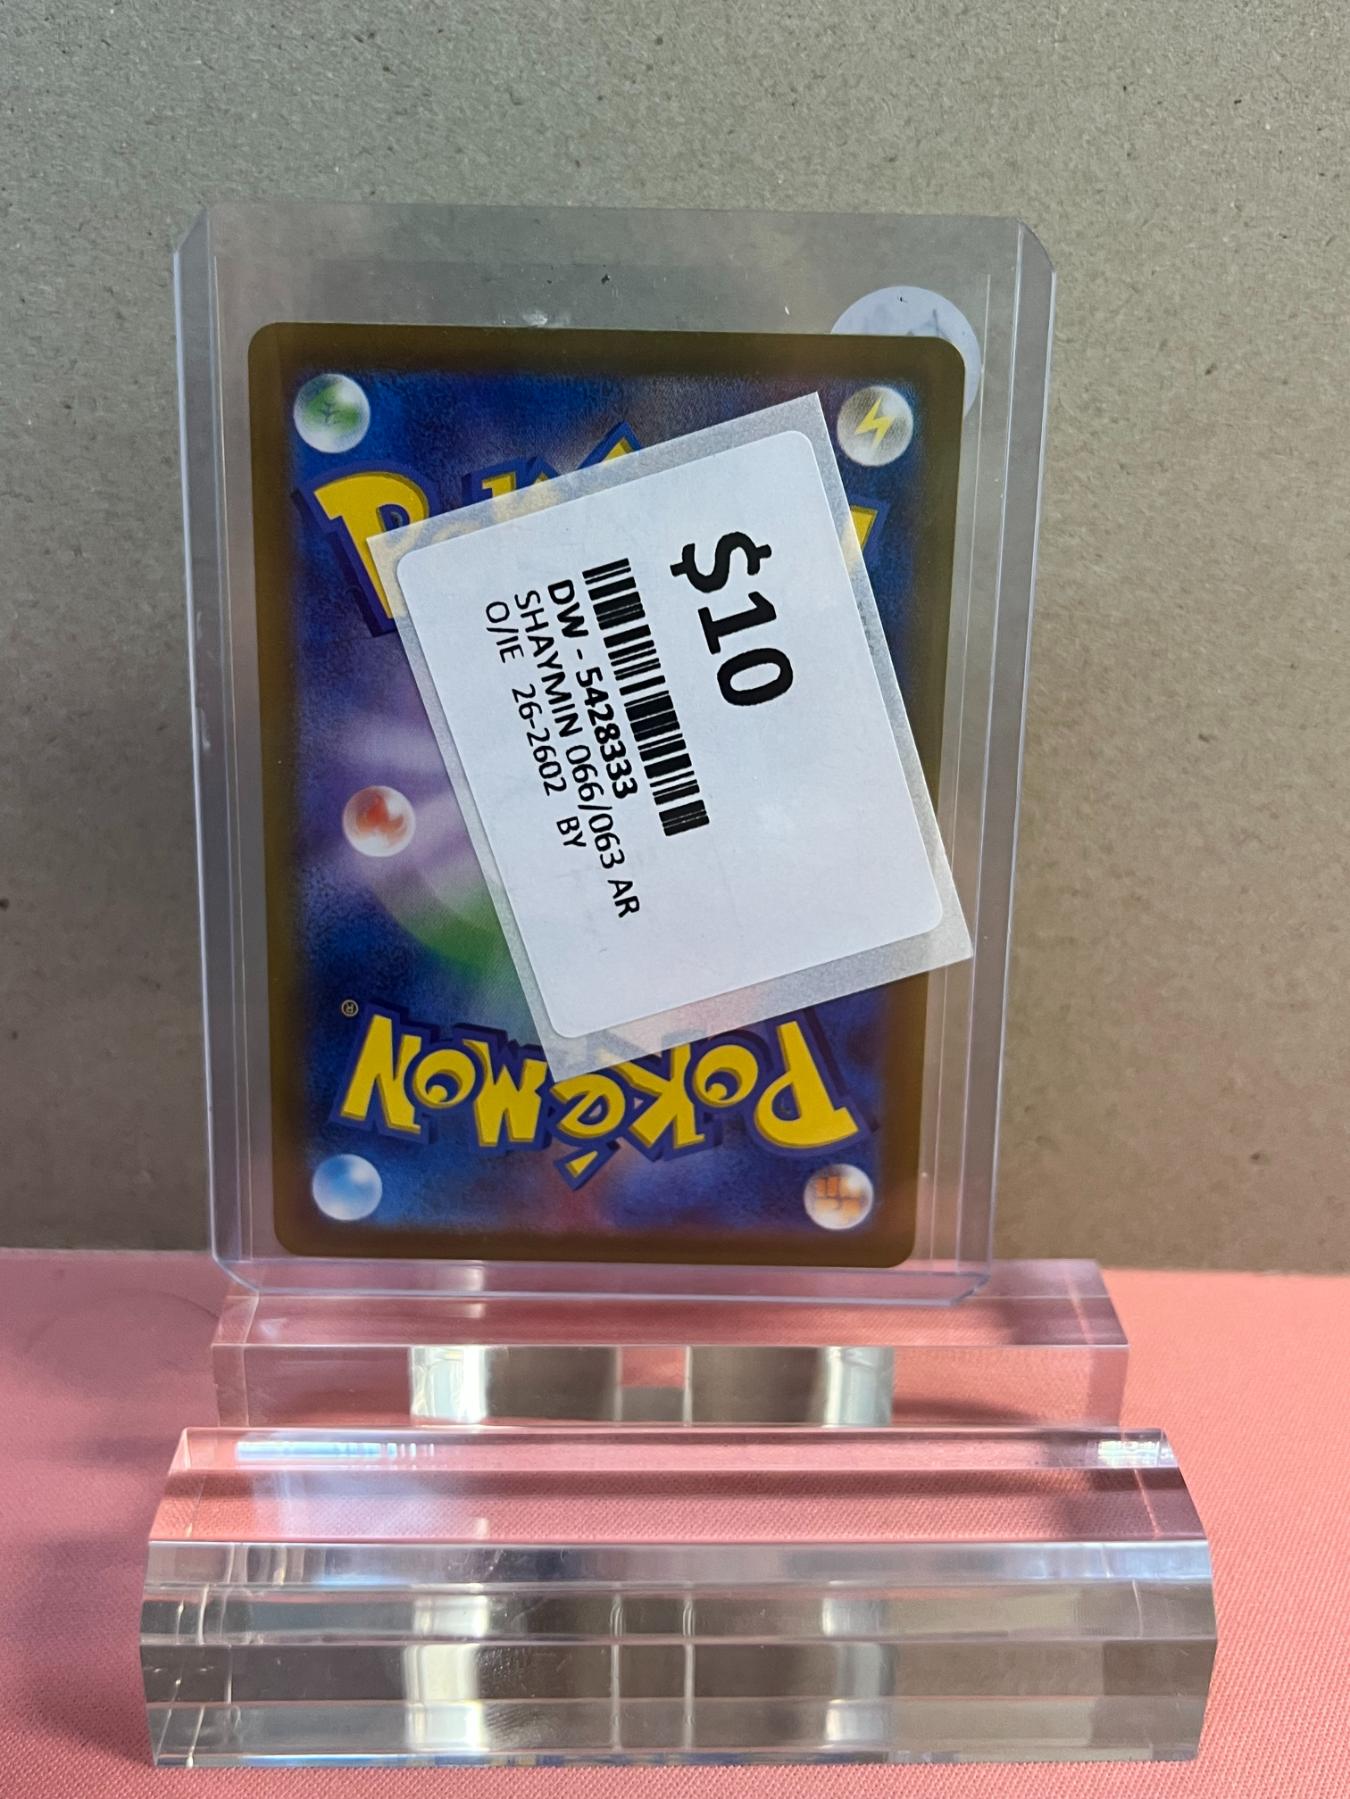 $10
DW - 5428333
SHAYMIN 066/063 AR
O/IE 26-2602 BY
POKéMON
®